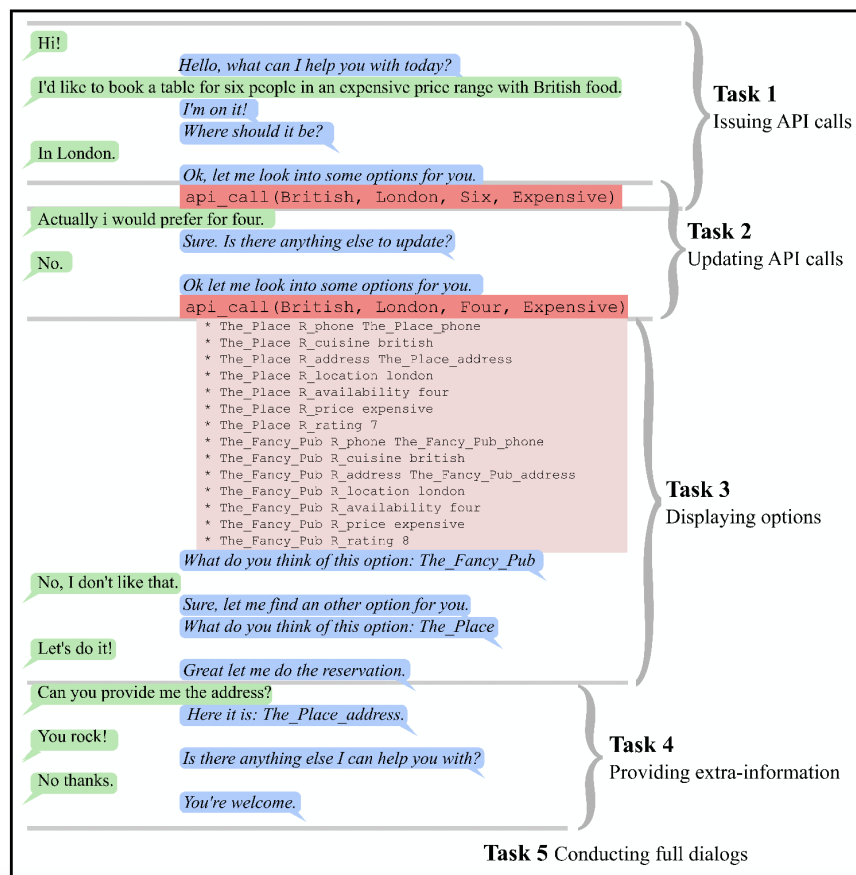 Hi!
Hello, what can I help you with today?
I'd like to book a table for six people in an expensive price range with British food.
I'm on it!
Where should it be?
In London.
Ok, let me look into some options for you.
api_call(British, London, Six, Expensive)
Task 1
Issuing API calls
Actually i would prefer for four.
Sure. Is there anything else to update?
No.
Ok let me look into some options for you.
api_call(British, London, Four, Expensive)
Task 2
Updating API calls
* The_Place R_phone The_Place_phone
* The_Place R_cuisine british
* The_Place R_address The_Place_address
* The_Place R_location london
* The_Place R_availability four
* The_Place R_price expensive
* The_Place R_rating 7
* The_Fancy_Pub R_phone The_Fancy_Pub_phone
* The_Fancy_Pub R_cuisine british
* The_Fancy_Pub R_address The_Fancy_Pub_address
* The_Fancy_Pub R_location london
* The_Fancy_Pub R_availability four
* The_Fancy_Pub R_price expensive
* The_Fancy_Pub R_rating 8
What do you think of this option: The_Fancy_Pub
No, I don't like that.
Sure, let me find an other option for you.
What do you think of this option: The_Place
Let's do it!
Great let me do the reservation.
Task 3
Displaying options
Can you provide me the address?
Here it is: The_Place_address.
You rock!
Is there anything else I can help you with?
No thanks.
You're welcome.
Task 4
Providing extra-information
Task 5 Conducting full dialogs